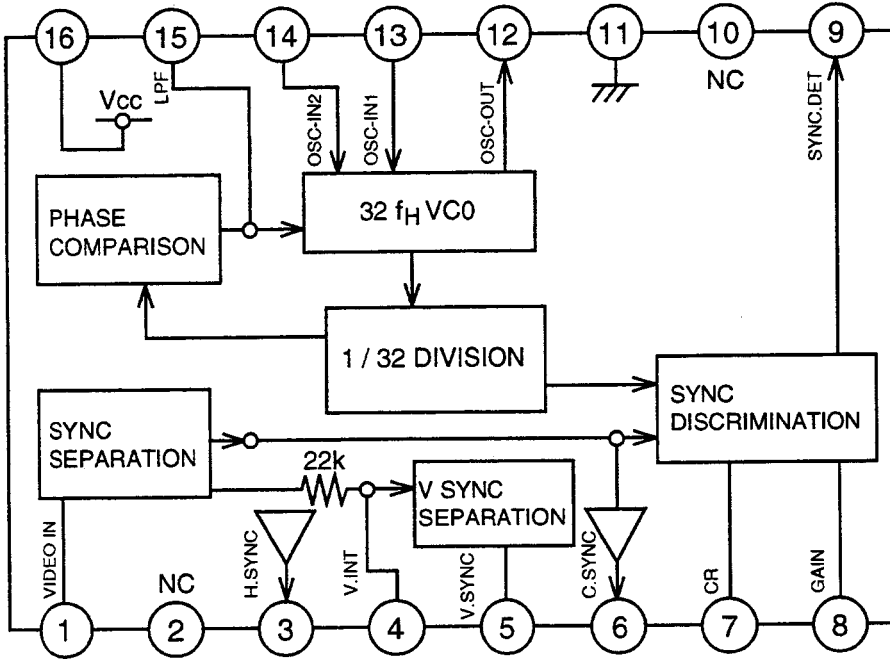 16
15
14
13
12
11
10
9
NC
VCC
LPF
OSC-IN2
OSC-IN1
OSC-OUT
SYNC.DET
PHASE
COMPARISON
32 fH VC0
1 / 32 DIVISION
SYNC
DISCRIMINATION
SYNC
SEPARATION
22k
V SYNC
SEPARATION
VIDEO IN
NC
H.SYNC
V.INT
V.SYNC
C.SYNC
CR
GAIN
1
2
3
4
5
6
7
8